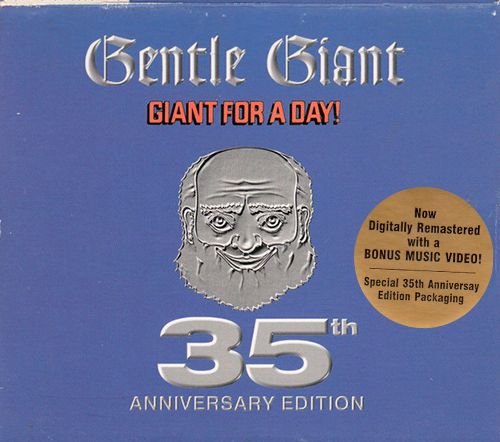 Gentle Giant
GIANT FOR A DAY!
Now
Digitally Remastered
with a
BONUS MUSIC VIDEO!
Special 35th Anniversay
Edition Packaging
35th
ANNIVERSARY EDITION